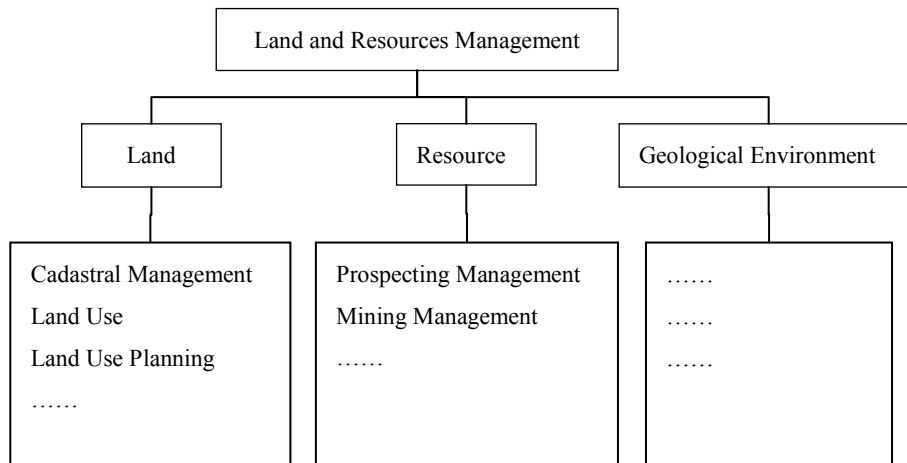 Land and Resources Management
Land
Resource
Geological Environment
Cadastral Management
Land Use
Land Use Planning
……
Prospecting Management
Mining Management
……
……
……
……